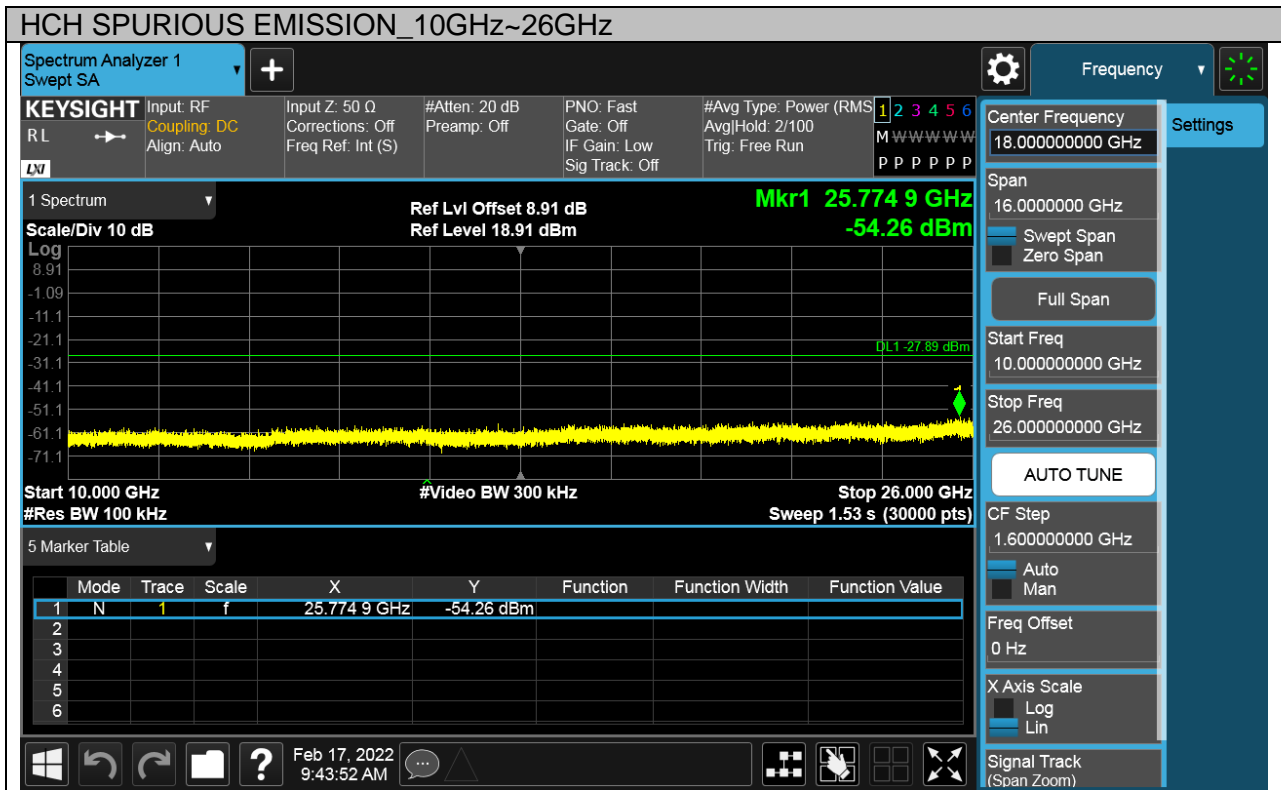 HCH SPURIOUS EMISSION_10GHz~26GHz
Spectrum Analyzer 1
Swept SA
+
Frequency
KEYSIGHT
RL
LXI
Input: RF
Coupling: DC
Align: Auto
Input Z: 50 Ω
Corrections: Off
Freq Ref: Int (S)
#Atten: 20 dB
Preamp: Off
PNO: Fast
Gate: Off
IF Gain: Low
Sig Track: Off
#Avg Type: Power (RMS
Avg|Hold: 2/100
Trig: Free Run
1 2 3 4 5 6
M W W W W W
P P P P P P
1 Spectrum
Scale/Div 10 dB
Ref Lvl Offset 8.91 dB
Ref Level 18.91 dBm
Mkr1 25.774 9 GHz
-54.26 dBm
Log
8.91
-1.09
-11.1
-21.1
-31.1
-41.1
-51.1
-61.1
-71.1
DL1 -27.89 dBm
1
Start 10.000 GHz
#Video BW 300 kHz
Stop 26.000 GHz
#Res BW 100 kHz
Sweep 1.53 s (30000 pts)
5 Marker Table
Mode Trace Scale X Y Function Function Width Function Value
1 N 1 f 25.774 9 GHz -54.26 dBm
2
3
4
5
6
?
Feb 17, 2022
9:43:52 AM
Center Frequency
18.000000000 GHz
Settings
Span
16.0000000 GHz
Swept Span
Zero Span
Full Span
Start Freq
10.000000000 GHz
Stop Freq
26.000000000 GHz
AUTO TUNE
CF Step
1.600000000 GHz
Auto
Man
Freq Offset
0 Hz
X Axis Scale
Log
Lin
Signal Track
(Span Zoom)